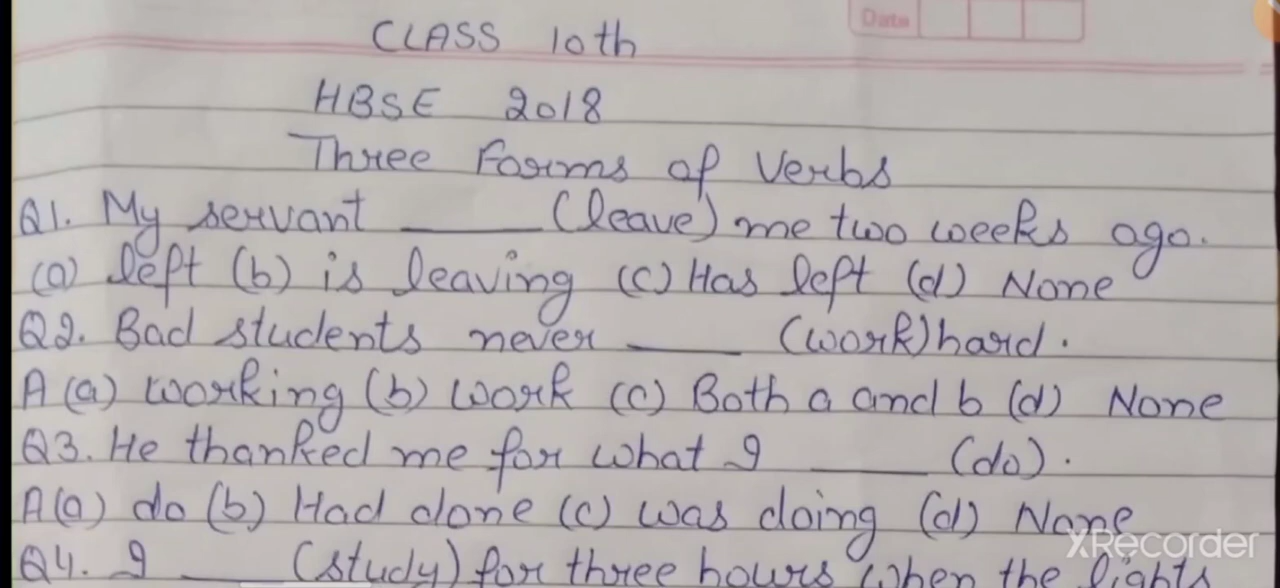 Date
CLASS 10th
HBSE 2018
Three Forms of Verbs
Q1. My servant ______ (leave) me two weeks ago.
(a) left (b) is leaving (c) Has left (d) None
Q2. Bad students never ____ (work) hard.
A (a) working (b) work (c) Both a and b (d) None
Q3. He thanked me for what I ____ (do).
A (a) do (b) Had done (c) was doing (d) None
XRecorder
Q4. I ____ (study) for three hours when the lights